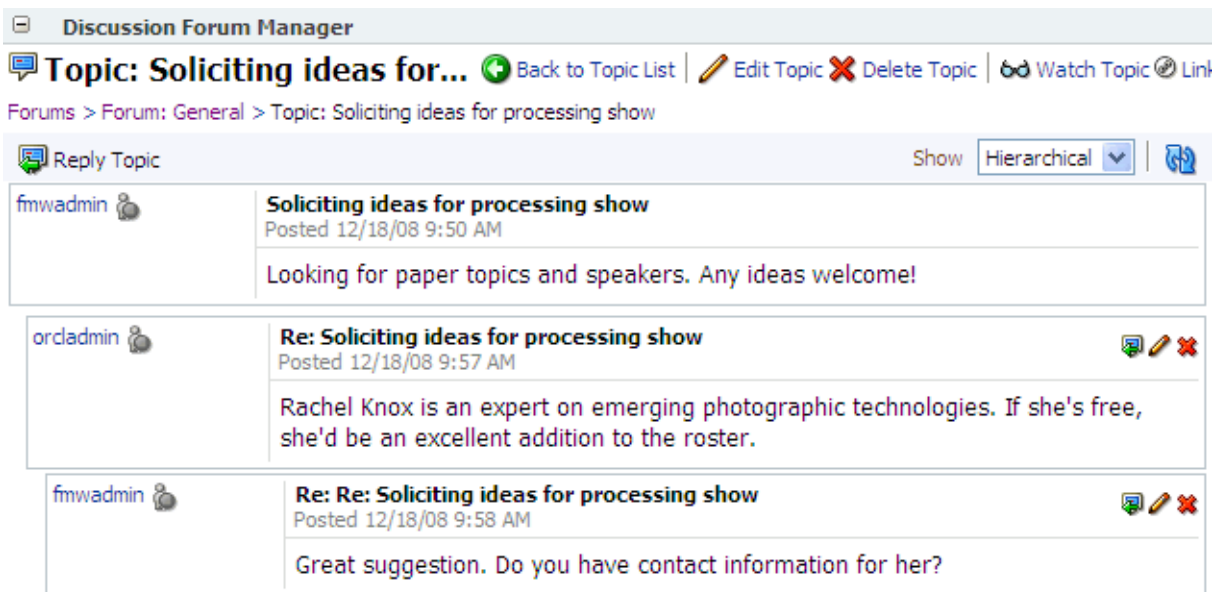 Discussion Forum Manager
Topic: Soliciting ideas for... Back to Topic List Edit Topic Delete Topic Watch Topic
Forums > Forum: General > Topic: Soliciting ideas for processing show
Reply Topic Show Hierarchical
fmwadmin Soliciting ideas for processing show
Posted 12/18/08 9:50 AM
Looking for paper topics and speakers. Any ideas welcome!
orcladmin Re: Soliciting ideas for processing show
Posted 12/18/08 9:57 AM
Rachel Knox is an expert on emerging photographic technologies. If she's free,
she'd be an excellent addition to the roster.
fmwadmin Re: Re: Soliciting ideas for processing show
Posted 12/18/08 9:58 AM
Great suggestion. Do you have contact information for her?